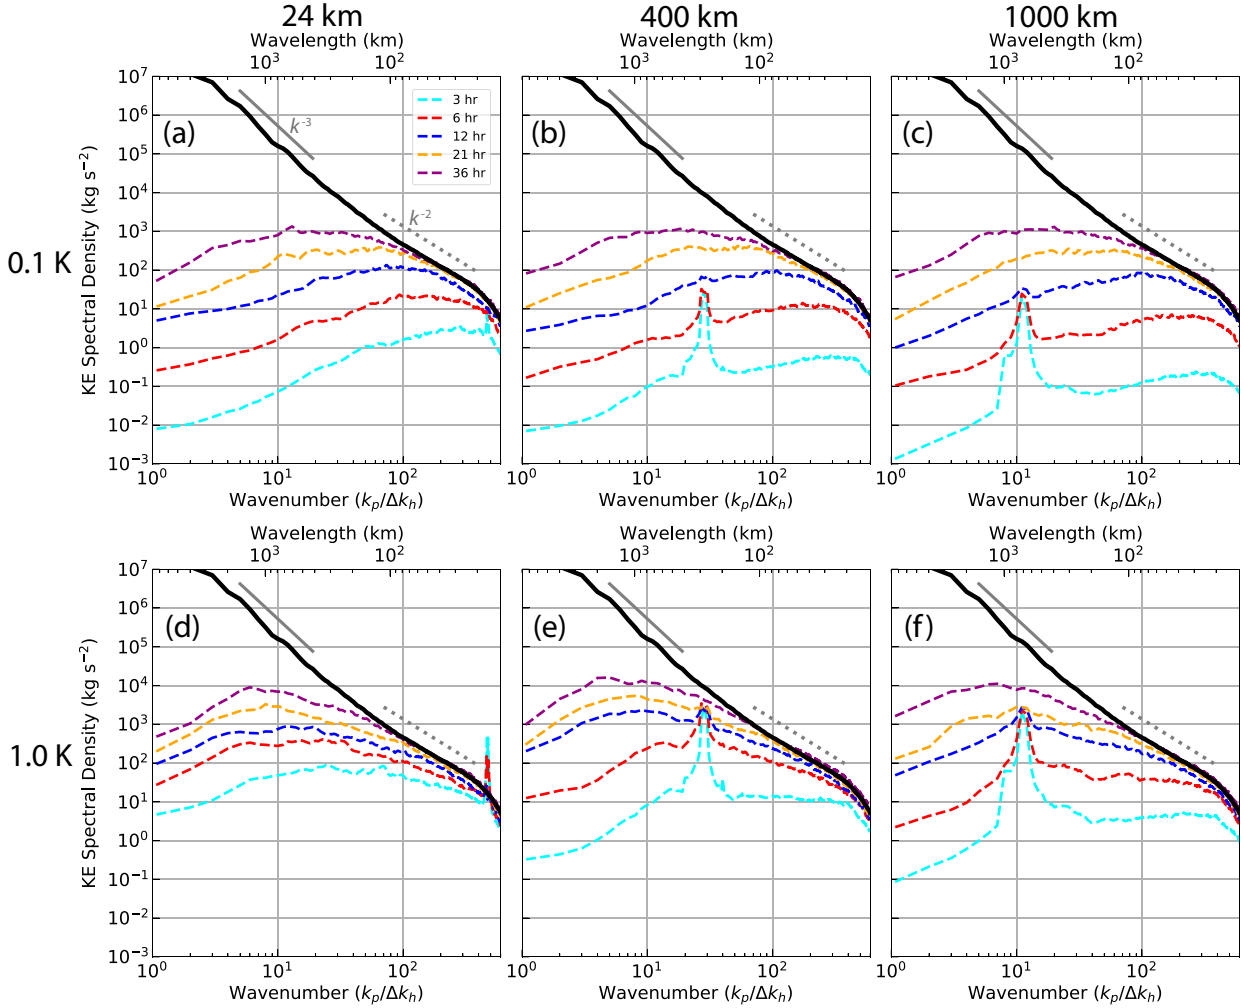 24 km
400 km
1000 km
Wavelength (km)
Wavelength (km)
Wavelength (km)
10³ 10²
10³ 10²
10³ 10²
0.1 K
KE Spectral Density (kg s⁻²)
10⁷
10⁶
10⁵
10⁴
10³
10²
10¹
10⁰
10⁻¹
10⁻²
10⁻³
(a)
k⁻³
k⁻²
3 hr
6 hr
12 hr
21 hr
36 hr
(b)
(c)
10⁰ 10¹ 10²
10⁰ 10¹ 10²
10⁰ 10¹ 10²
Wavenumber (kₚ/Δkₕ)
Wavenumber (kₚ/Δkₕ)
Wavenumber (kₚ/Δkₕ)
Wavelength (km)
Wavelength (km)
Wavelength (km)
10³ 10²
10³ 10²
10³ 10²
1.0 K
KE Spectral Density (kg s⁻²)
10⁷
10⁶
10⁵
10⁴
10³
10²
10¹
10⁰
10⁻¹
10⁻²
10⁻³
(d)
(e)
(f)
10⁰ 10¹ 10²
10⁰ 10¹ 10²
10⁰ 10¹ 10²
Wavenumber (kₚ/Δkₕ)
Wavenumber (kₚ/Δkₕ)
Wavenumber (kₚ/Δkₕ)